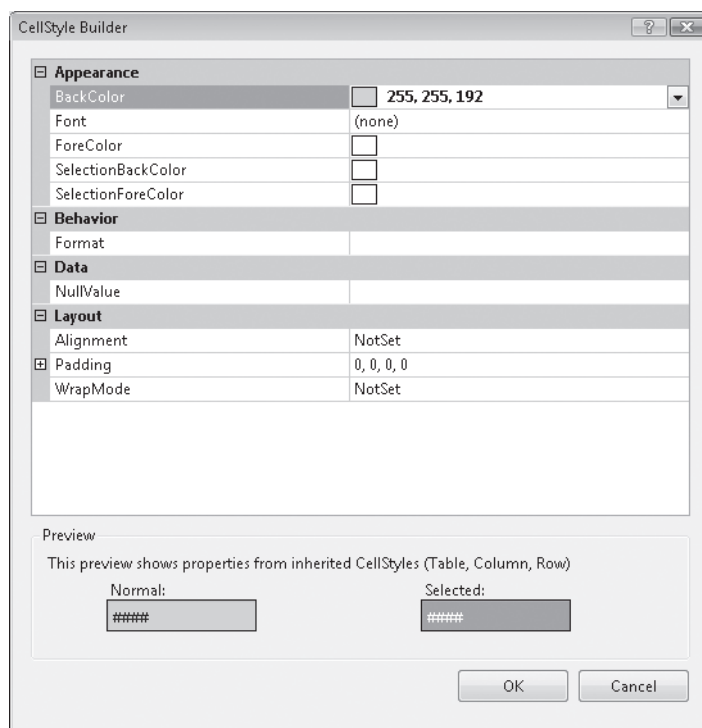 CellStyle Builder
Appearance
BackColor 255, 255, 192
Font (none)
ForeColor
SelectionBackColor
SelectionForeColor
Behavior
Format
Data
NullValue
Layout
Alignment NotSet
Padding 0, 0, 0, 0
WrapMode NotSet
Preview
This preview shows properties from inherited CellStyles (Table, Column, Row)
Normal: Selected:
#### ####
OK Cancel